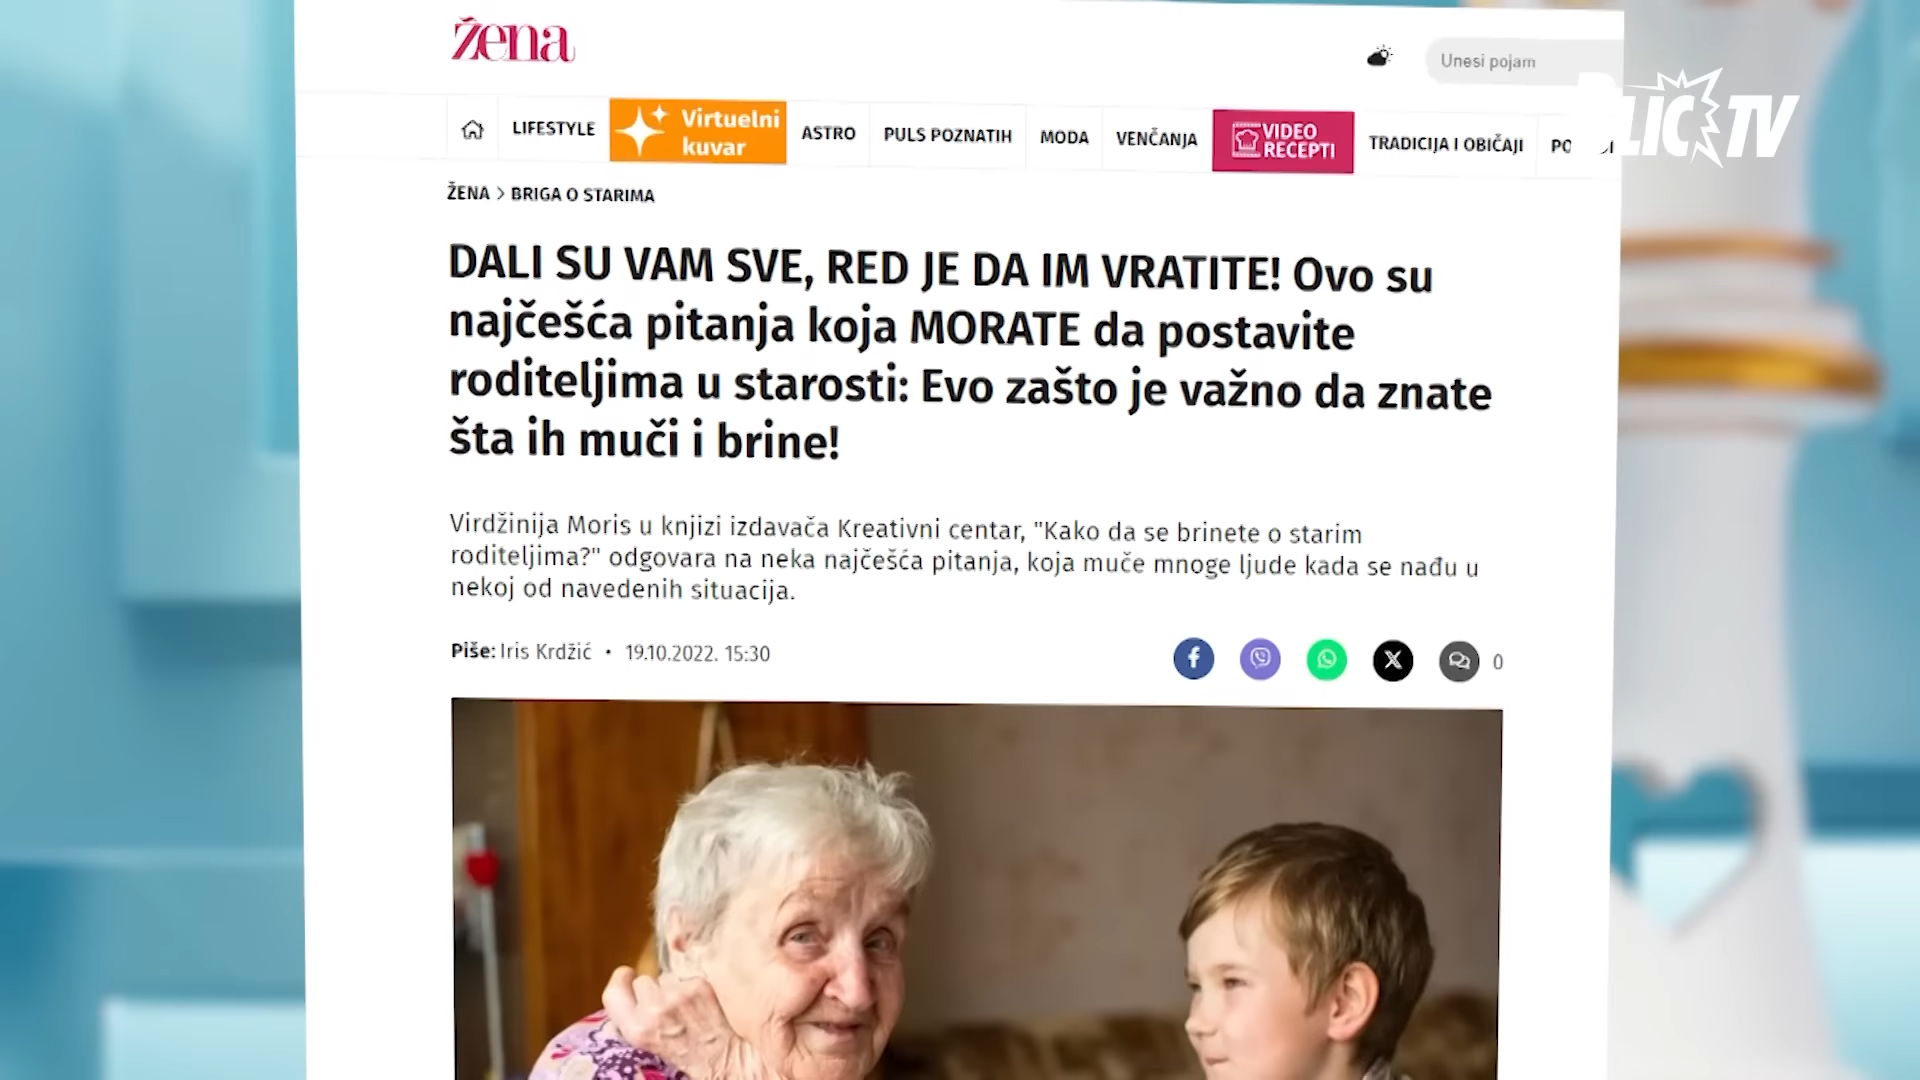 žena
Unesi pojam
BLIC TV
LIFESTYLE
Virtuelni
kuvar
ASTRO
PULS POZNATIH
MODA
VENČANJA
VIDEO
RECEPTI
TRADICIJA I OBIČAJI
ŽENA > BRIGA O STARIMA
DALI SU VAM SVE, RED JE DA IM VRATITE! Ovo su
najčešća pitanja koja MORATE da postavite
roditeljima u starosti: Evo zašto je važno da znate
šta ih muči i brine!
Virdžinija Moris u knjizi izdavača Kreativni centar, "Kako da se brinete o starim
roditeljima?" odgovara na neka najčešća pitanja, koja muče mnoge ljude kada se nađu u
nekoj od navedenih situacija.
Piše: Iris Krdžić • 19.10.2022. 15:30
0